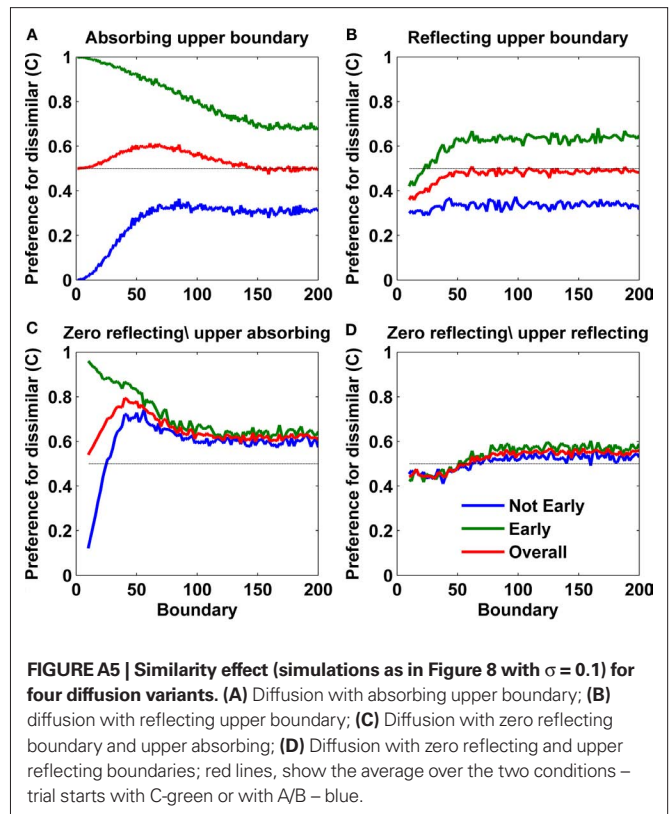 A
Absorbing upper boundary
Preference for dissimilar (C)
1
0.8
0.6
0.4
0.2
0
0
50
100
150
200
B
Reflecting upper boundary
Preference for dissimilar (C)
1
0.8
0.6
0.4
0.2
0
0
50
100
150
200
C
Zero reflecting\ upper absorbing
Preference for dissimilar (C)
1
0.8
0.6
0.4
0.2
0
0
50
100
150
200
Boundary
D
Zero reflecting\ upper reflecting
Preference for dissimilar (C)
1
0.8
0.6
0.4
0.2
0
Not Early
Early
Overall
0
50
100
150
200
Boundary
FIGURE A5 | Similarity effect (simulations as in Figure 8 with σ = 0.1) for
four diffusion variants. (A) Diffusion with absorbing upper boundary; (B)
diffusion with reflecting upper boundary; (C) Diffusion with zero reflecting
boundary and upper absorbing; (D) Diffusion with zero reflecting and upper
reflecting boundaries; red lines, show the average over the two conditions –
trial starts with C-green or with A/B – blue.